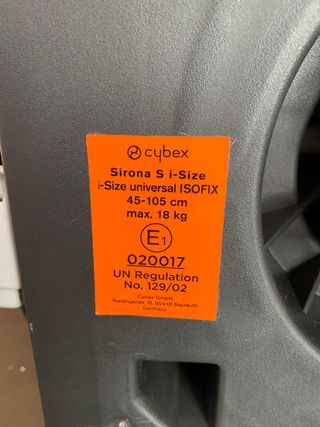 cybex
Sirona S i-Size
i-Size universal ISOFIX
45-105 cm
max. 18 kg
E1
020017
UN Regulation
No. 129/02
Cybex GmbH
Riedingerstr. 18, 95448 Bayreuth
Germany